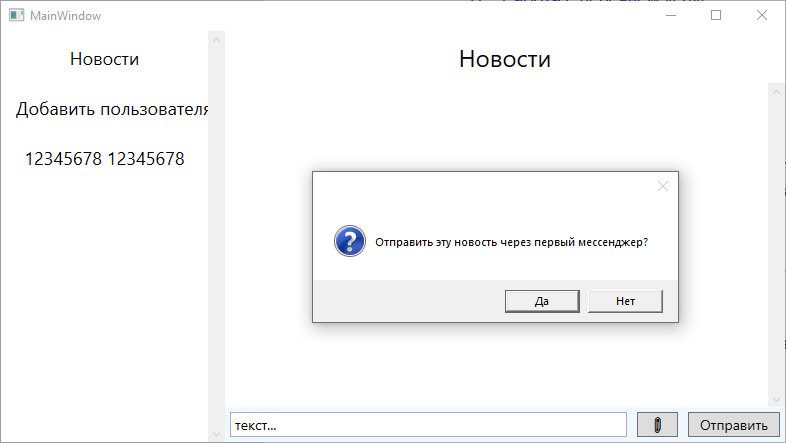 MainWindow
Новости
Добавить пользователя
12345678 12345678
Новости
Отправить эту новость через первый мессенджер?
Да
Нет
текст...
Отправить